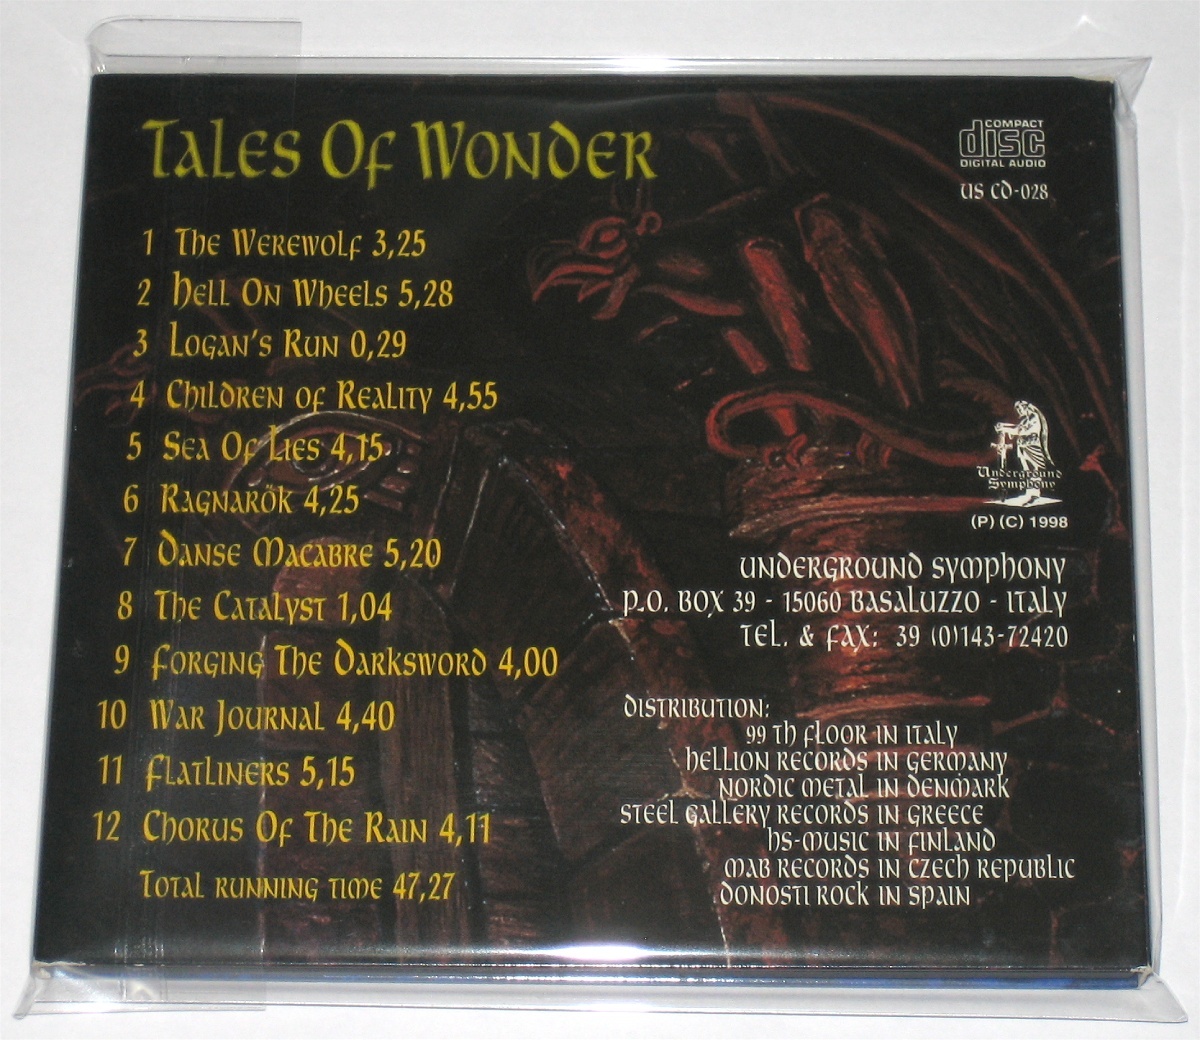 Tales Of Wonder
COMPACT
disc
DIGITAL AUDIO
US CD-028
1 The Werewolf 3,25
2 Hell On Wheels 5,28
3 Logan's Run 0,29
4 Children of Reality 4,55
5 Sea Of Lies 4,15
6 Ragnarök 4,25
7 Danse Macabre 5,20
8 The Catalyst 1,04
9 Forging The Darksword 4,00
10 War Journal 4,40
11 Flatliners 5,15
12 Chorus Of The Rain 4,11
Total running time 47,27
Underground
Symphony
(P) (C) 1998
Underground Symphony
P.O. Box 39 - 15060 Basaluzzo - Italy
Tel. & Fax: 39 (0)143-72420
Distribution:
99 th Floor in Italy
Hellion Records in Germany
Nordic Metal in Denmark
Steel Gallery Records in Greece
HS-Music in Finland
MAB Records in Czech Republic
Donosti Rock in Spain